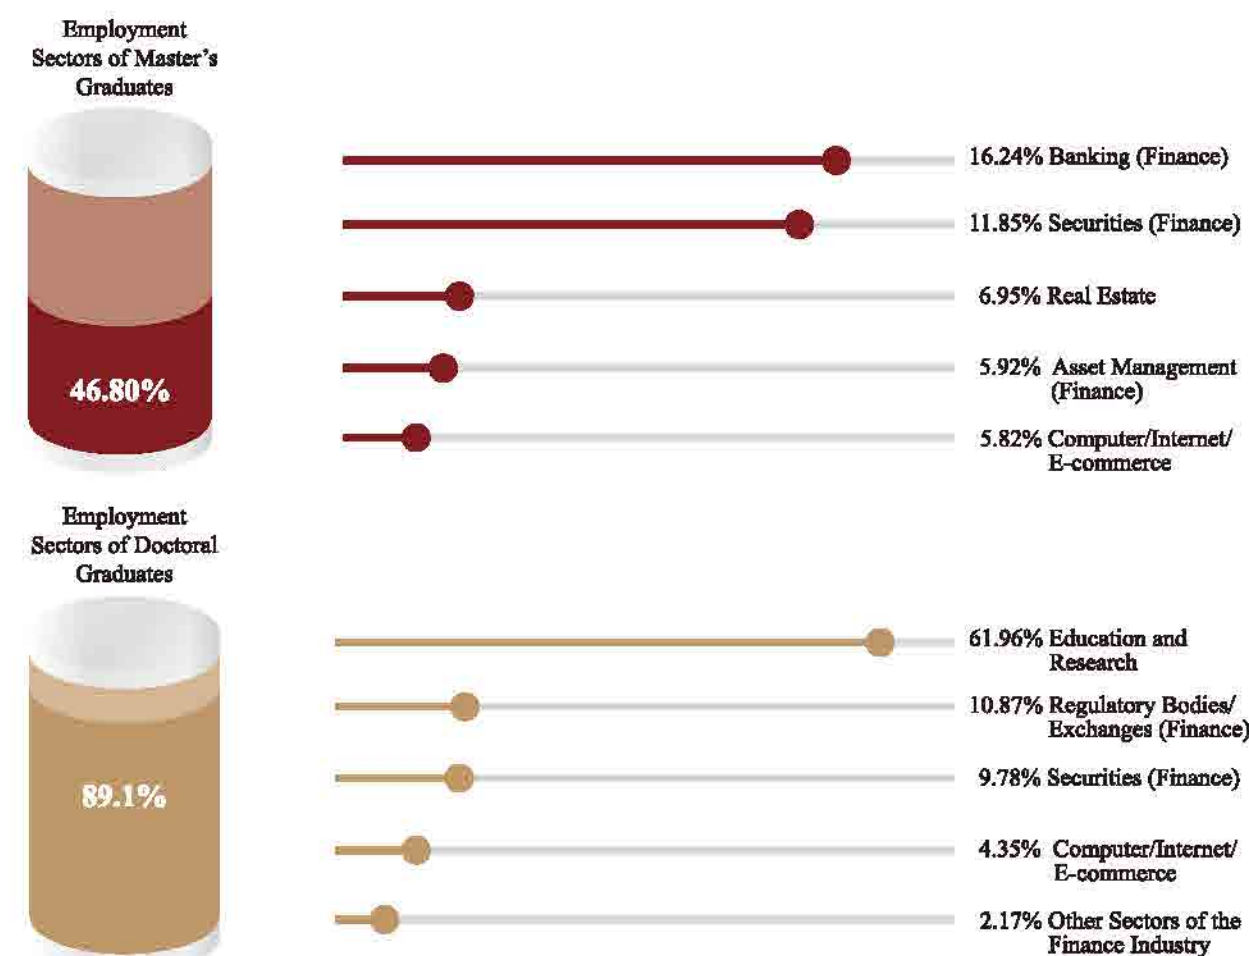 Employment
Sectors of Master's
Graduates
46.80%
16.24% Banking (Finance)
11.85% Securities (Finance)
6.95% Real Estate
5.92% Asset Management
(Finance)
5.82% Computer/Internet/
E-commerce
Employment
Sectors of Doctoral
Graduates
89.1%
61.96% Education and
Research
10.87% Regulatory Bodies/
Exchanges (Finance)
9.78% Securities (Finance)
4.35% Computer/Internet/
E-commerce
2.17% Other Sectors of the
Finance Industry